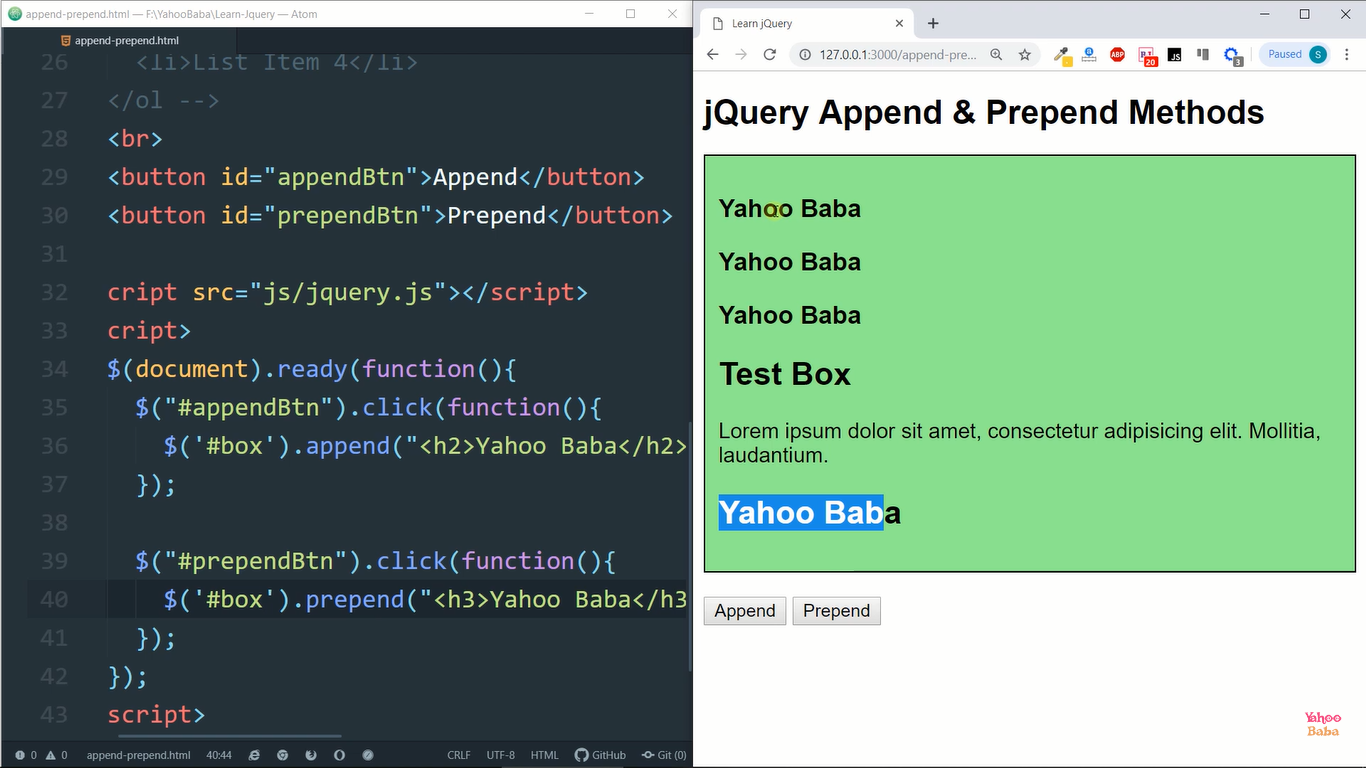 append-prepend.html — F:\YahooBaba\Learn-Jquery — Atom
append-prepend.html
26 <li>List Item 4</li>
27 </ol -->
28 <br>
29 <button id="appendBtn">Append</button>
30 <button id="prependBtn">Prepend</button>
31
32 cript src="js/jquery.js"></script>
33 cript>
34 $(document).ready(function(){
35 $("#appendBtn").click(function(){
36 $('#box').append("<h2>Yahoo Baba</h2>
37 });
38
39 $("#prependBtn").click(function(){
40 $('#box').prepend("<h3>Yahoo Baba</h3
41 });
42 });
43 script>
0 0 append-prepend.html 40:44 CRLF UTF-8 HTML GitHub Git (0)
Learn jQuery
127.0.0.1:3000/append-pre... ABP 20 JS 3 Paused S
jQuery Append & Prepend Methods
Yahoo Baba
Yahoo Baba
Yahoo Baba
Test Box
Lorem ipsum dolor sit amet, consectetur adipisicing elit. Mollitia,
laudantium.
Yahoo Baba
Append Prepend
Yahoo
Baba